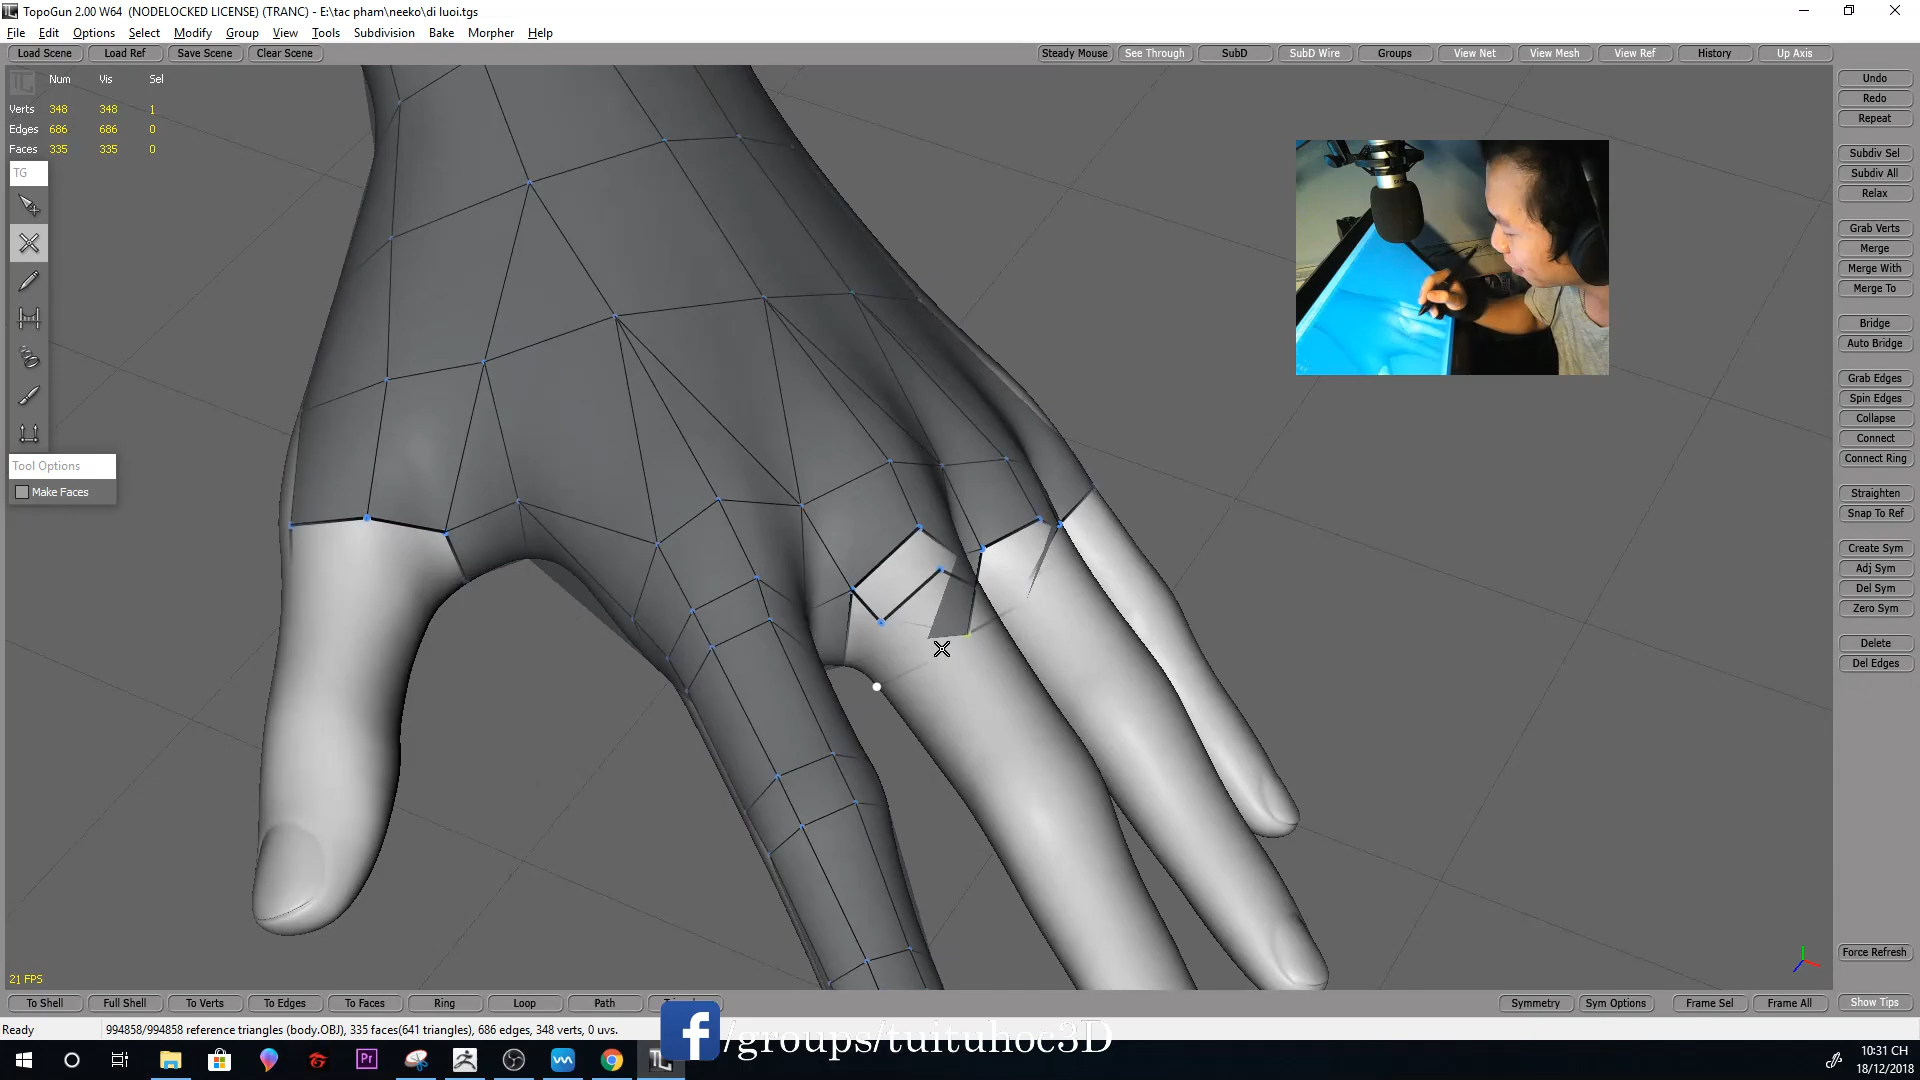 TopoGun 2.00 W64 (NODELOCKED LICENSE) (TRANC) - E:\tac pham\neeko\di luoi.tgs
File Edit Options Select Modify Group View Tools Subdivision Bake Morpher Help
Load Scene Load Ref Save Scene Clear Scene Steady Mouse See Through SubD SubD Wire Groups View Net View Mesh View Ref History Up Axis
Num Vis Sel
Verts 348 348 1
Edges 686 686 0
Faces 335 335 0
TG
Tool Options
Make Faces
Undo
Redo
Repeat
Subdiv Sel
Subdiv All
Relax
Grab Verts
Merge
Merge With
Merge To
Bridge
Auto Bridge
Grab Edges
Spin Edges
Collapse
Connect
Connect Ring
Straighten
Snap To Ref
Create Sym
Adj Sym
Del Sym
Zero Sym
Delete
Del Edges
Force Refresh
21 FPS
To Shell Full Shell To Verts To Edges To Faces Ring Loop Path Symmetry Sym Options Frame Sel Frame All Show Tips
Ready 994858/994858 reference triangles (body.OBJ), 335 faces(641 triangles), 686 edges, 348 verts, 0 uvs.
f /groups/tuituhoc3D
Pr
10:31 CH
18/12/2018